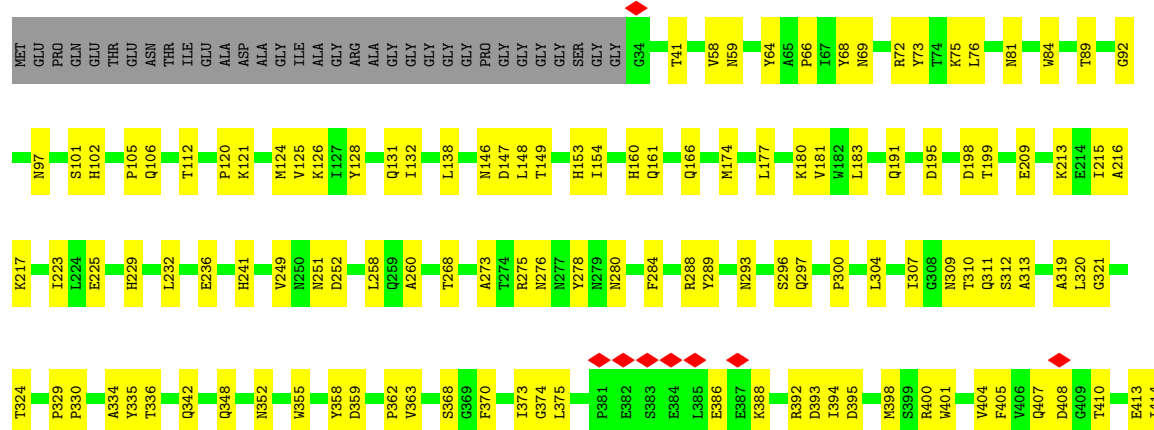 MET GLU PRO GLN GLU THR GLU ASN THR ILE GLU ALA ASP ALA GLY ILE ALA GLY ARG ALA GLY GLY GLY GLY GLY PRO GLY GLY GLY GLY SER GLY GLY G34 T41 V58 N59 Y64 A65 P66 I67 Y68 N69 R72 Y73 T74 K75 L76 N81 W84 T89 G92
N97 S101 H102 P105 Q106 T112 P120 K121 M124 V125 K126 I127 Y128 Q131 I132 L138 N146 D147 L148 T149 H153 I154 H160 Q161 Q166 M174 L177 K180 V181 W182 L183 Q191 D195 D198 T199 E209 K213 E214 I215 A216
K217 I223 L224 E225 H229 L232 E236 H241 V249 N250 N251 D252 L258 Q259 A260 T268 A273 T274 R275 N276 N277 Y278 N279 N280 F284 R288 Y289 N293 S296 Q297 P300 L304 I307 G308 N309 T310 Q311 S312 A313 A319 L320 G321
T324 P329 P330 A334 Y335 T336 Q342 Q348 N352 W355 Y358 D359 P362 V363 S368 G369 F370 I373 G374 L375 P381 E382 S383 E384 L385 E386 E387 K388 R392 D393 I394 D395 M398 S399 R400 W401 V404 F405 V406 Q407 D408 G409 T410 E413 I414